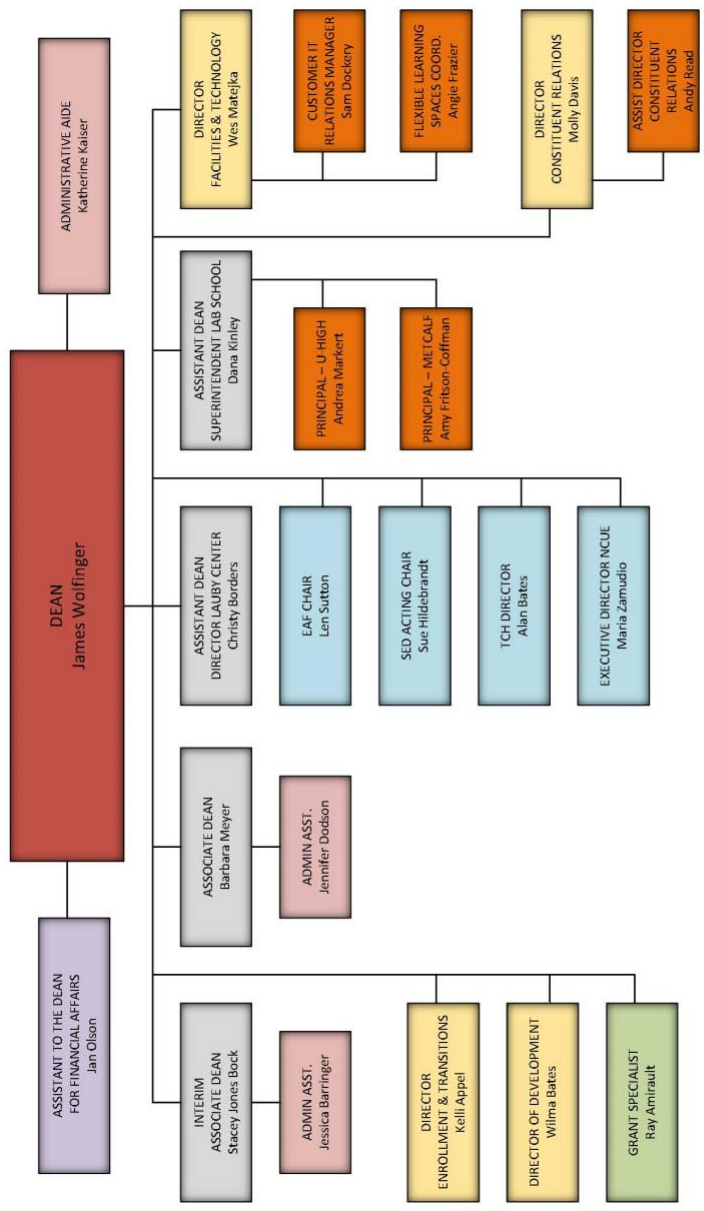 DEAN
James Wolfinger
ASSISTANT TO THE DEAN
FOR FINANCIAL AFFAIRS
Jan Olson
ADMINISTRATIVE AIDE
Katherine Kaiser
INTERIM
ASSOCIATE DEAN
Stacey Jones Bock
ADMIN ASST.
Jessica Barringer
DIRECTOR
ENROLLMENT & TRANSITIONS
Kelli Appel
DIRECTOR OF DEVELOPMENT
Wilma Bates
GRANT SPECIALIST
Ray Amirault
ASSOCIATE DEAN
Barbara Meyer
ADMIN ASST.
Jennifer Dodson
ASSISTANT DEAN
DIRECTOR LAUBY CENTER
Christy Borders
EAF CHAIR
Len Sutton
SED ACTING CHAIR
Sue Hildebrandt
TCH DIRECTOR
Alan Bates
EXECUTIVE DIRECTOR NCUE
Maria Zamudio
ASSISTANT DEAN
SUPERINTENDENT LAB SCHOOL
Dana Kinley
PRINCIPAL – U-HIGH
Andrea Markert
PRINCIPAL – METCALF
Amy Fritson-Coffman
DIRECTOR
FACILITIES & TECHNOLOGY
Wes Matejka
CUSTOMER IT
RELATIONS MANAGER
Sam Dockery
FLEXIBLE LEARNING
SPACES COORD.
Angie Frazier
DIRECTOR
CONSTITUENT RELATIONS
Molly Davis
ASSIST DIRECTOR
CONSTITUENT
RELATIONS
Andy Read